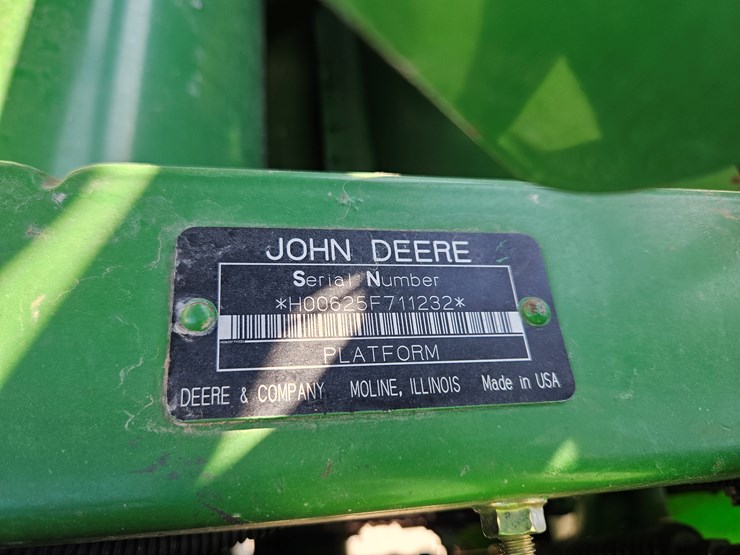 JOHN DEERE
Serial Number
*H00625F711232*
PLATFORM
DEERE & COMPANY MOLINE, ILLINOIS Made in USA